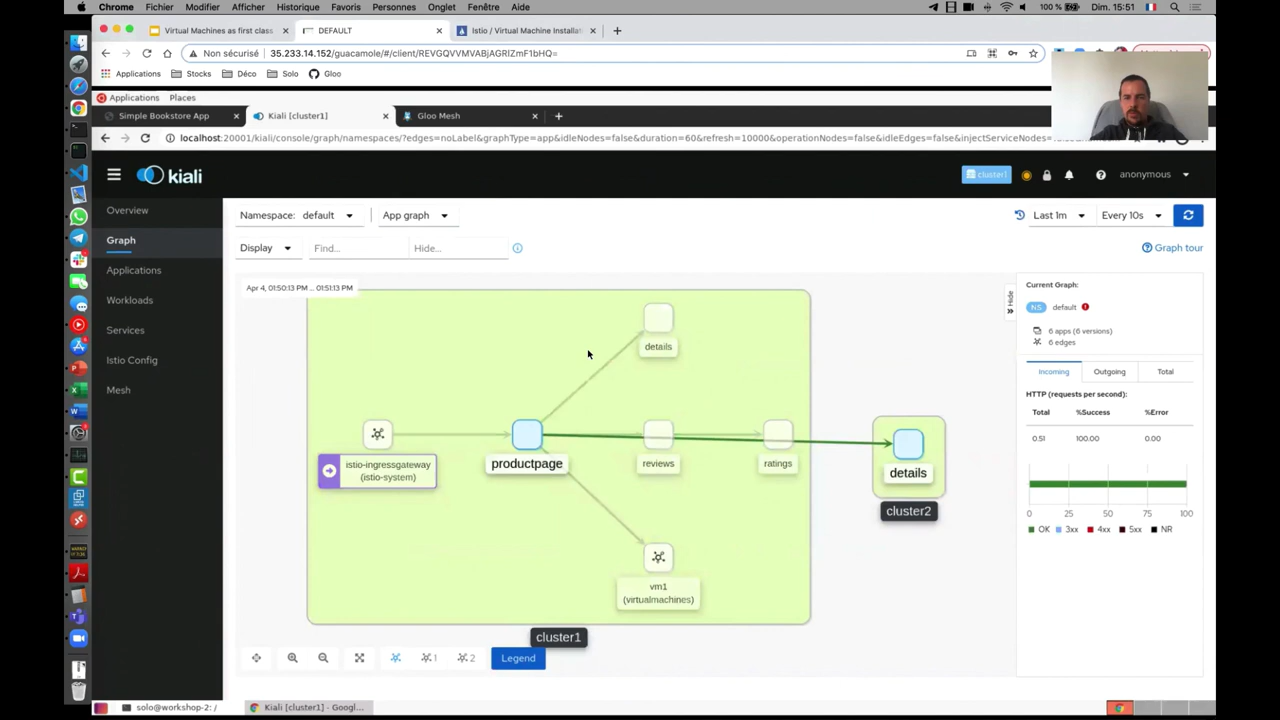 Chrome Fichier Modifier Afficher Historique Favoris Personnes Onglet Fenêtre Aide 100 % Dim. 15:51
Virtual Machines as first class DEFAULT Istio / Virtual Machine Installat
Non sécurisé 35.233.14.152/guacamole/#/client/REVGQVVMVABjAGRIZmF1bHQ=
Applications Stocks Déco Solo Gloo
Applications Places
Simple Bookstore App Kiali [cluster1] Gloo Mesh
localhost:20001/kiali/console/graph/namespaces/?edges=noLabel&graphType=app&idleNodes=false&duration=60&refresh=10000&operationNodes=false&idleEdges=false&injectServiceNodes=
kiali cluster1 anonymous
Overview
Graph
Applications
Workloads
Services
Istio Config
Mesh
Namespace: default App graph Last 1m Every 10s
Display Find... Hide... Graph tour
Apr 4, 01:50:13 PM ... 01:51:13 PM
details
istio-ingressgateway
(istio-system)
productpage
reviews
ratings
details
cluster2
vm1
(virtualmachines)
cluster1
Legend
1 2
Hide
Current Graph:
NS default
6 apps (6 versions)
6 edges
Incoming Outgoing Total
HTTP (requests per second):
Total %Success %Error
0.51 100.00 0.00
0 25 50 75 100
OK 3xx 4xx 5xx NR
solo@workshop-2: / Kiali [cluster1] - Googl...